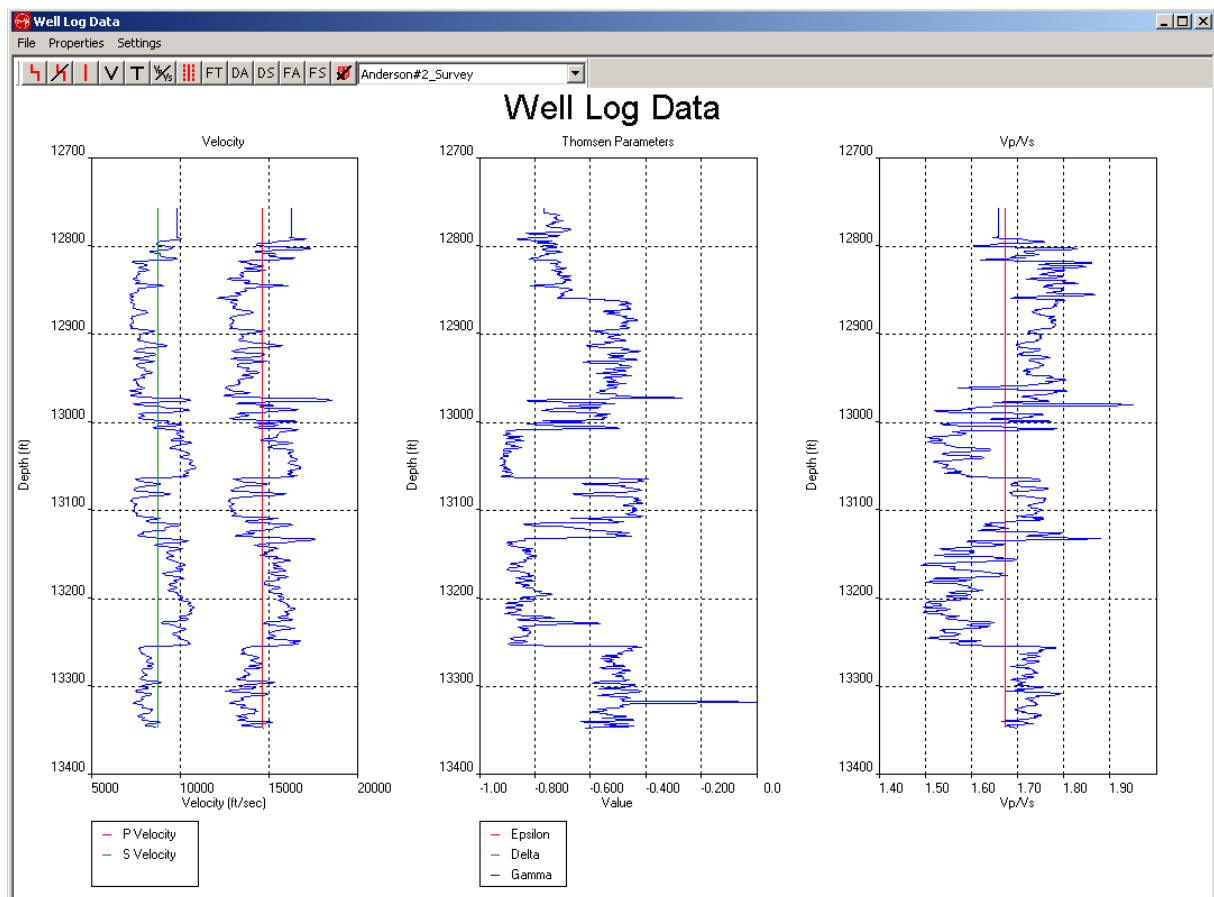 Well Log Data
File Properties Settings
V T Vp/Vs FT DA DS FA FS Anderson#2_Survey
Well Log Data
Velocity
12700
12800
12900
13000
13100
13200
13300
13400
Depth (ft)
5000 10000 15000 20000
Velocity (ft/sec)
P Velocity
S Velocity
Thomsen Parameters
12700
12800
12900
13000
13100
13200
13300
13400
Depth (ft)
-1.00 -0.800 -0.600 -0.400 -0.200 0.0
Value
Epsilon
Delta
Gamma
Vp/Vs
12700
12800
12900
13000
13100
13200
13300
13400
Depth (ft)
1.40 1.50 1.60 1.70 1.80 1.90
Vp/Vs